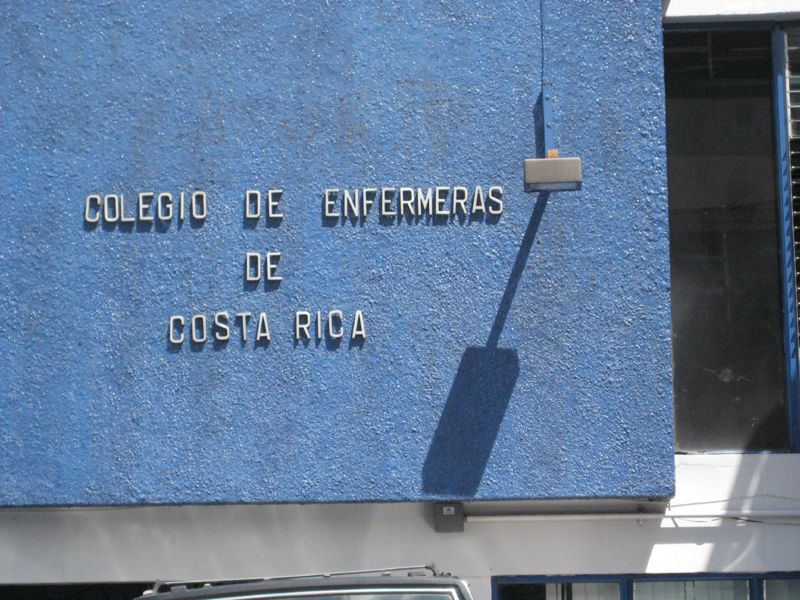 COLEGIO DE ENFERMERAS
DE
COSTA RICA